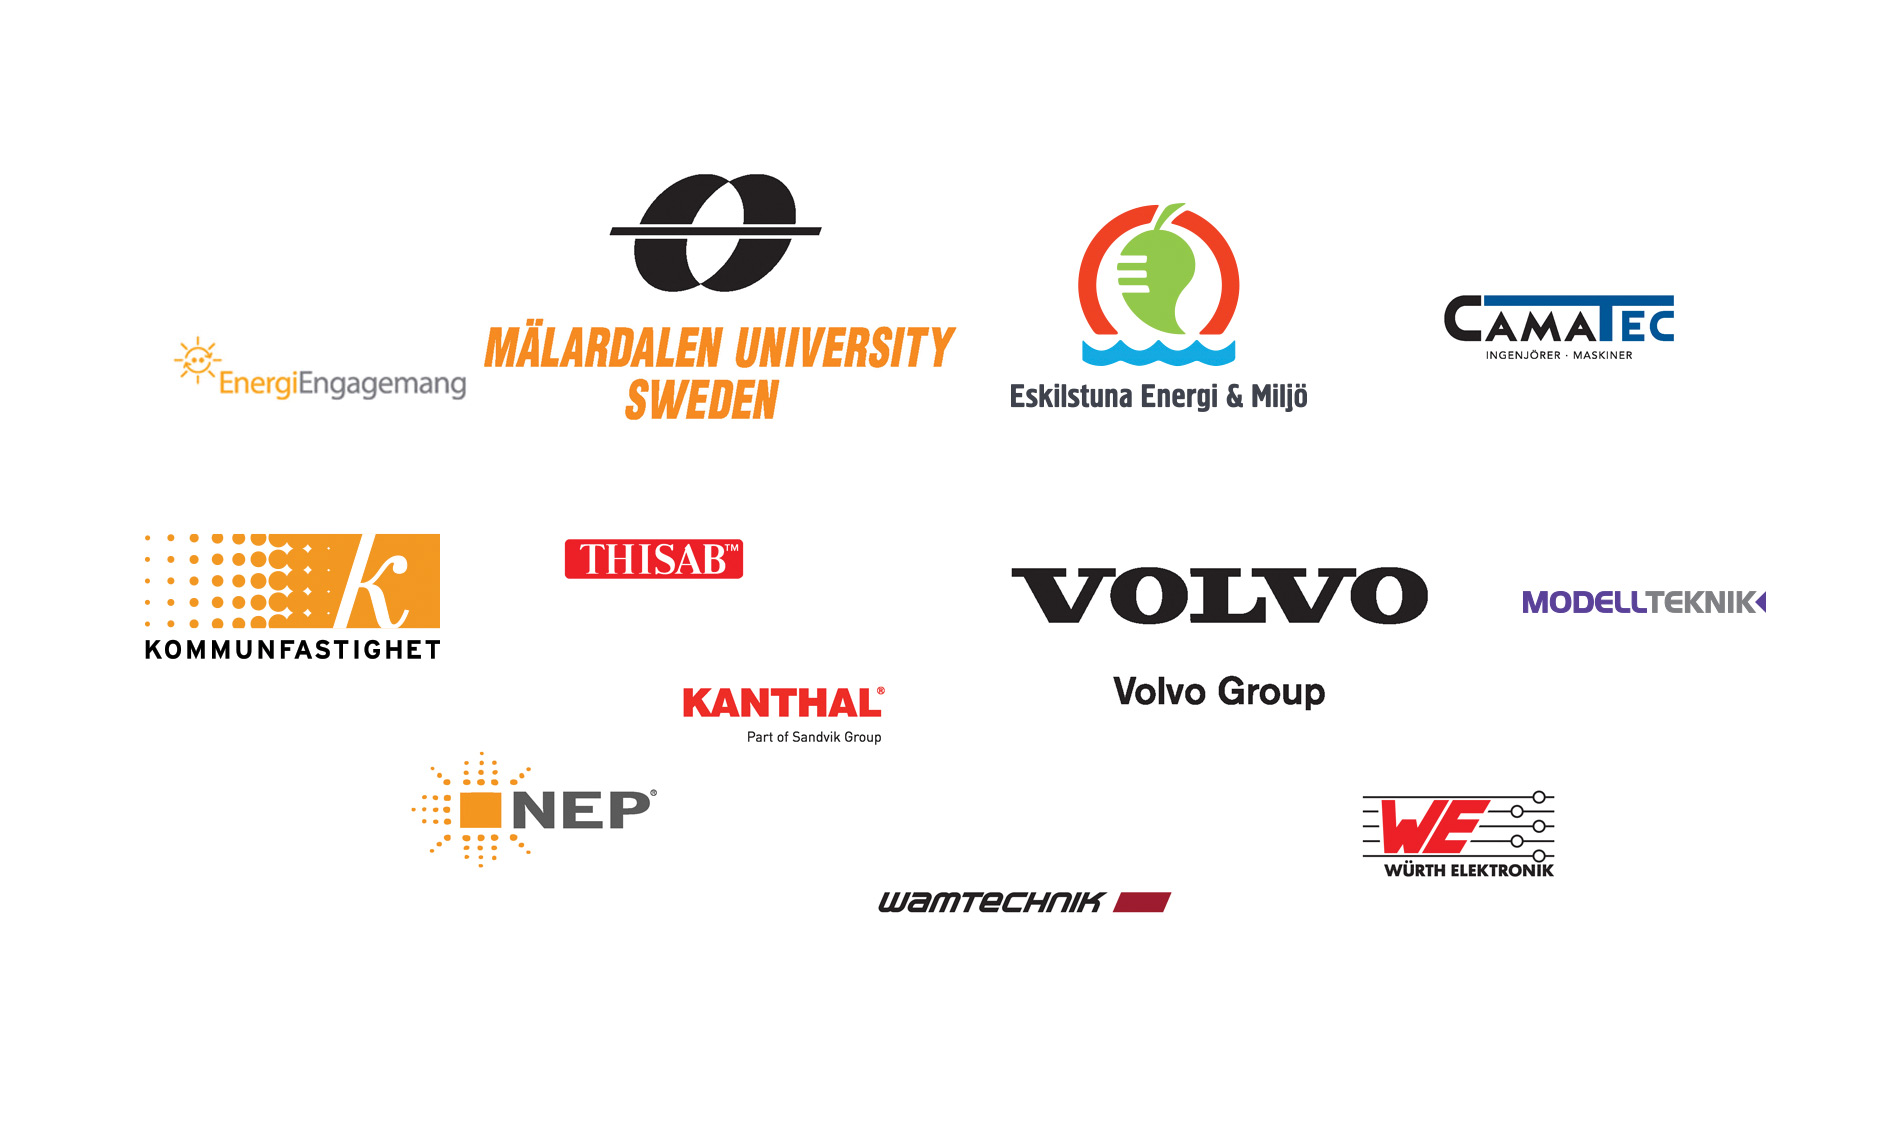 EnergiEngagemang
MÄLARDALEN UNIVERSITY
SWEDEN
Eskilstuna Energi & Miljö
CAMATEC
INGENJÖRER · MASKINER
k
KOMMUNFASTIGHET
THISAB™
VOLVO
Volvo Group
MODELLTEKNIK
KANTHAL®
Part of Sandvik Group
NEP®
WE
WÜRTH ELEKTRONIK
wamTechnik